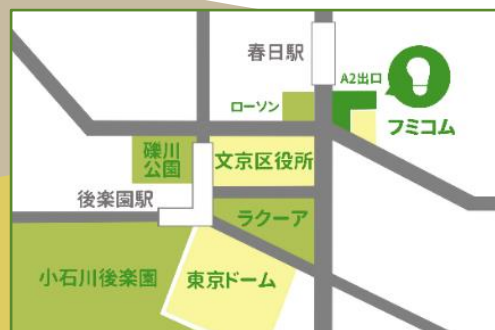 春日駅
A2出口
ローソン
フミコム
礫川
公園
文京区役所
後楽園駅
ラクーア
小石川後楽園
東京ドーム